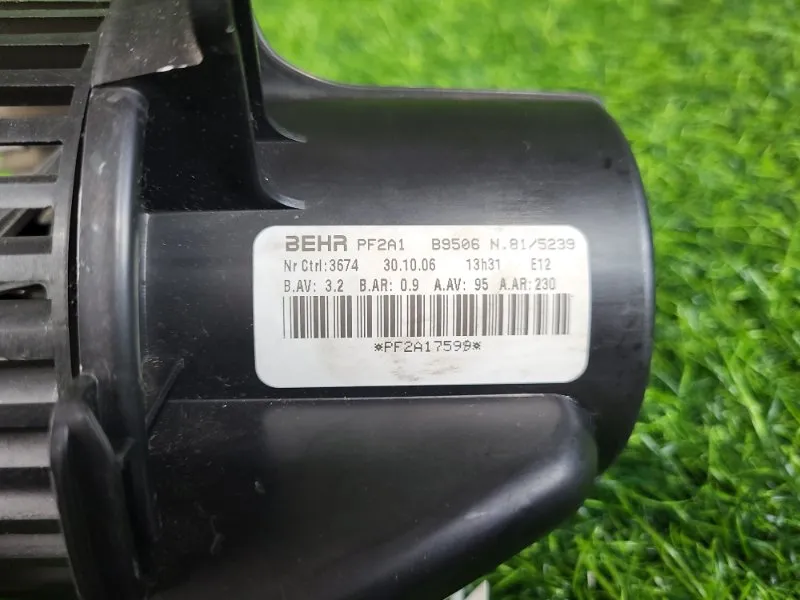 BEHR PF2A1 B9506 N.81/5239
Nr Ctrl:3674 30.10.06 13h31 E12
B.AV: 3.2 B.AR: 0.9 A.AV: 95 A.AR:230